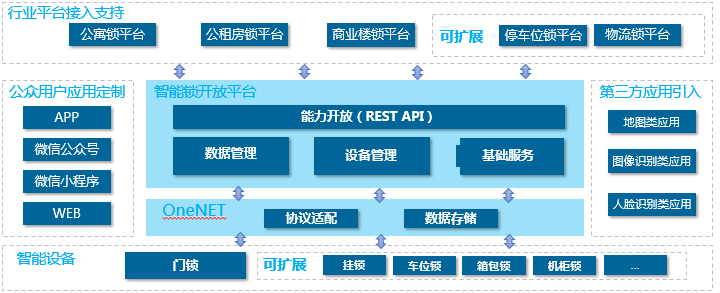 行业平台接入支持
公寓锁平台
公租房锁平台
商业楼锁平台
可扩展
停车位锁平台
物流锁平台
公众用户应用定制
APP
微信公众号
微信小程序
WEB
智能锁开放平台
能力开放（REST API）
数据管理
设备管理
基础服务
OneNET
协议适配
数据存储
第三方应用引入
地图类应用
图像识别类应用
人脸识别类应用
智能设备
门锁
可扩展
挂锁
车位锁
箱包锁
机柜锁
...